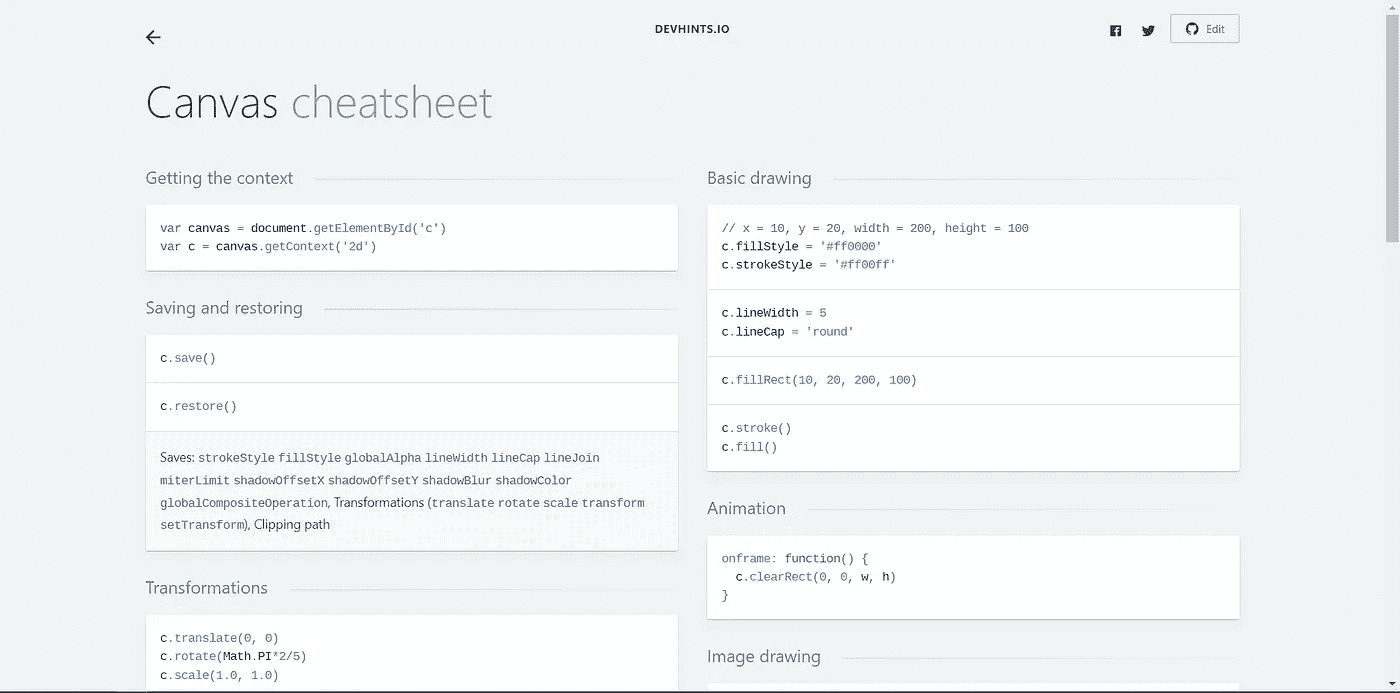 DEVHINTS.IO
Edit
Canvas cheatsheet
Getting the context
var canvas = document.getElementById('c')
var c = canvas.getContext('2d')
Saving and restoring
c.save()
c.restore()
Saves: strokeStyle fillStyle globalAlpha lineWidth lineCap lineJoin
miterLimit shadowOffsetX shadowOffsetY shadowBlur shadowColor
globalCompositeOperation, Transformations (translate rotate scale transform
setTransform), Clipping path
Transformations
c.translate(0, 0)
c.rotate(Math.PI*2/5)
c.scale(1.0, 1.0)
Basic drawing
// x = 10, y = 20, width = 200, height = 100
c.fillStyle = '#ff0000'
c.strokeStyle = '#ff00ff'
c.lineWidth = 5
c.lineCap = 'round'
c.fillRect(10, 20, 200, 100)
c.stroke()
c.fill()
Animation
onframe: function() {
  c.clearRect(0, 0, w, h)
}
Image drawing